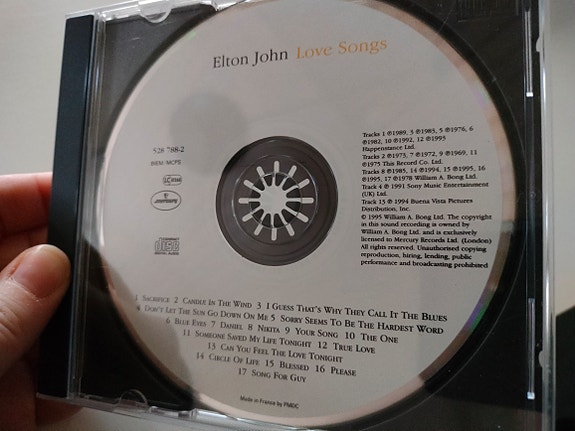 Elton John Love Songs
528 788-2
BIEM/MCPS
LC 0268
mercury
COMPACT
disc
DIGITAL AUDIO
Tracks 1 ℗1989, 3 ℗1983, 5 ℗1976, 6
℗1982, 10 ℗1992, 12 ℗1993
Happenstance Ltd.
Tracks 2 ℗1973, 7 ℗1972, 9 ℗1969, 11
℗1975 This Record Co. Ltd.
Tracks 8 ℗1985, 14 ℗1994, 15 ℗1995, 16
℗1995, 17 ℗1978 William A. Bong Ltd.
Track 4 ℗ 1991 Sony Music Entertainment
(UK) Ltd.
Track 13 ℗ 1994 Buena Vista Pictures
Distribution, Inc.
© 1995 William A. Bong Ltd. The copyright
in this sound recording is owned by
William A. Bong Ltd. and is exclusively
licensed to Mercury Records Ltd. (London)
All rights reserved. Unauthorised copying
reproduction, hiring, lending, public
performance and broadcasting prohibited
1 Sacrifice 2 Candle In The Wind 3 I Guess That's Why They Call It The Blues
4 Don't Let The Sun Go Down On Me 5 Sorry Seems To Be The Hardest Word
6 Blue Eyes 7 Daniel 8 Nikita 9 Your Song 10 The One
11 Someone Saved My Life Tonight 12 True Love
13 Can You Feel The Love Tonight
14 Circle Of Life 15 Blessed 16 Please
17 Song For Guy
Made in France by PMDC